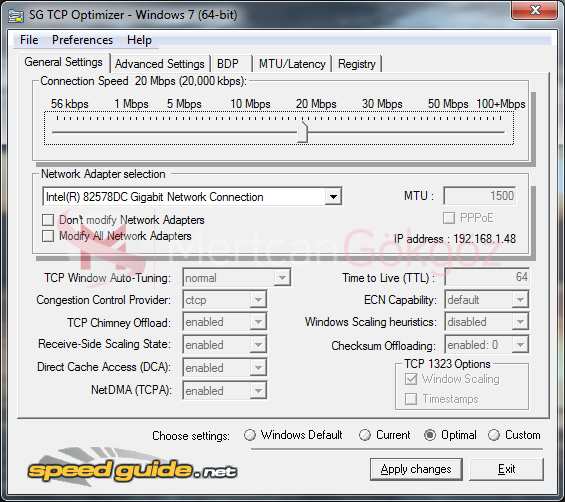 SG TCP Optimizer - Windows 7 (64-bit)
File Preferences Help
General Settings Advanced Settings BDP MTU/Latency Registry
Connection Speed 20 Mbps (20,000 kbps):
56 kbps 1 Mbps 5 Mbps 10 Mbps 20 Mbps 30 Mbps 50 Mbps 100+Mbps
Network Adapter selection
Intel(R) 82578DC Gigabit Network Connection
MTU : 1500
Don't modify Network Adapters
PPPoE
Modify All Network Adapters
IP address : 192.168.1.48
MertcanGökgöz
TCP Window Auto-Tuning: normal
Time to Live (TTL): 64
Congestion Control Provider: ctcp
ECN Capability: default
TCP Chimney Offload: enabled
Windows Scaling heuristics: disabled
Receive-Side Scaling State: enabled
Checksum Offloading: enabled: 0
Direct Cache Access (DCA): enabled
TCP 1323 Options
Window Scaling
NetDMA (TCPA): enabled
Timestamps
Choose settings: Windows Default Current Optimal Custom
speed guide.net
Apply changes Exit